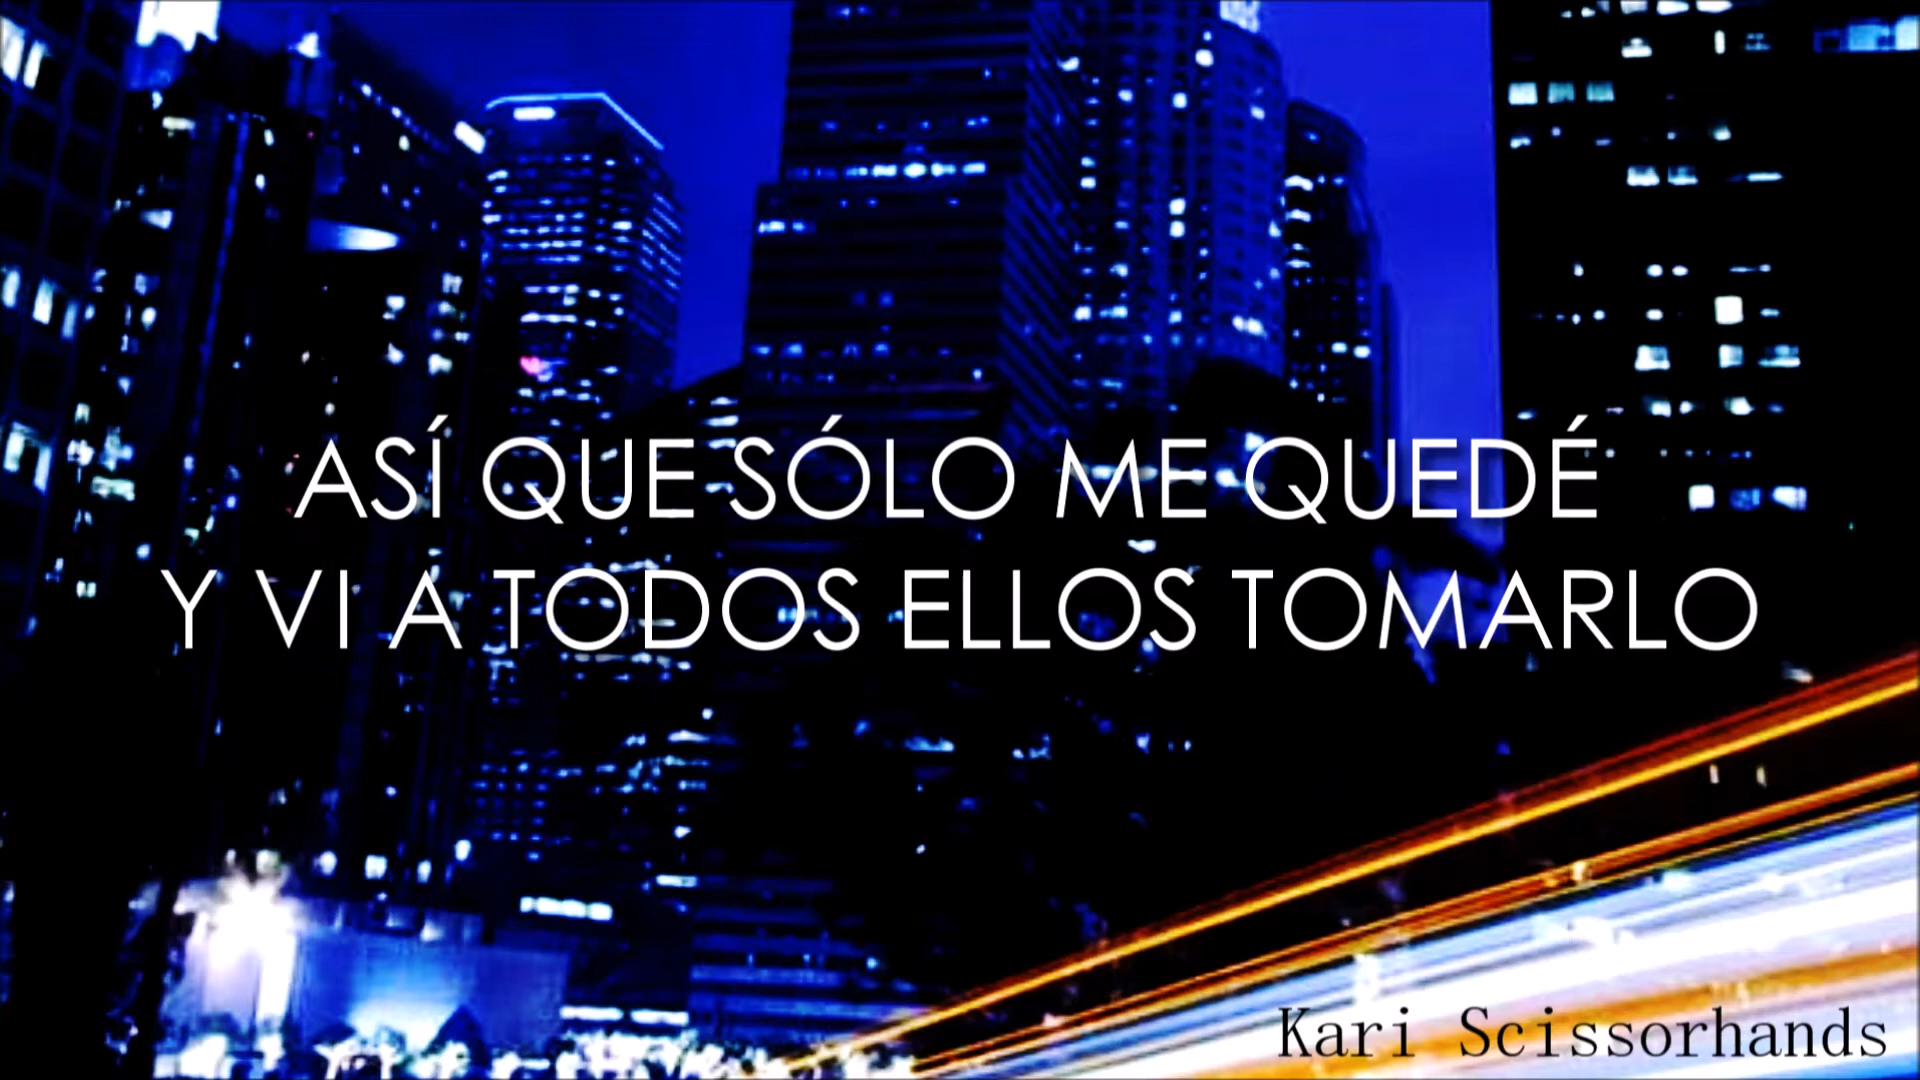 ASÍ QUE SÓLO ME QUEDÉ
Y VI A TODOS ELLOS TOMARLO
Kari Scissorhands